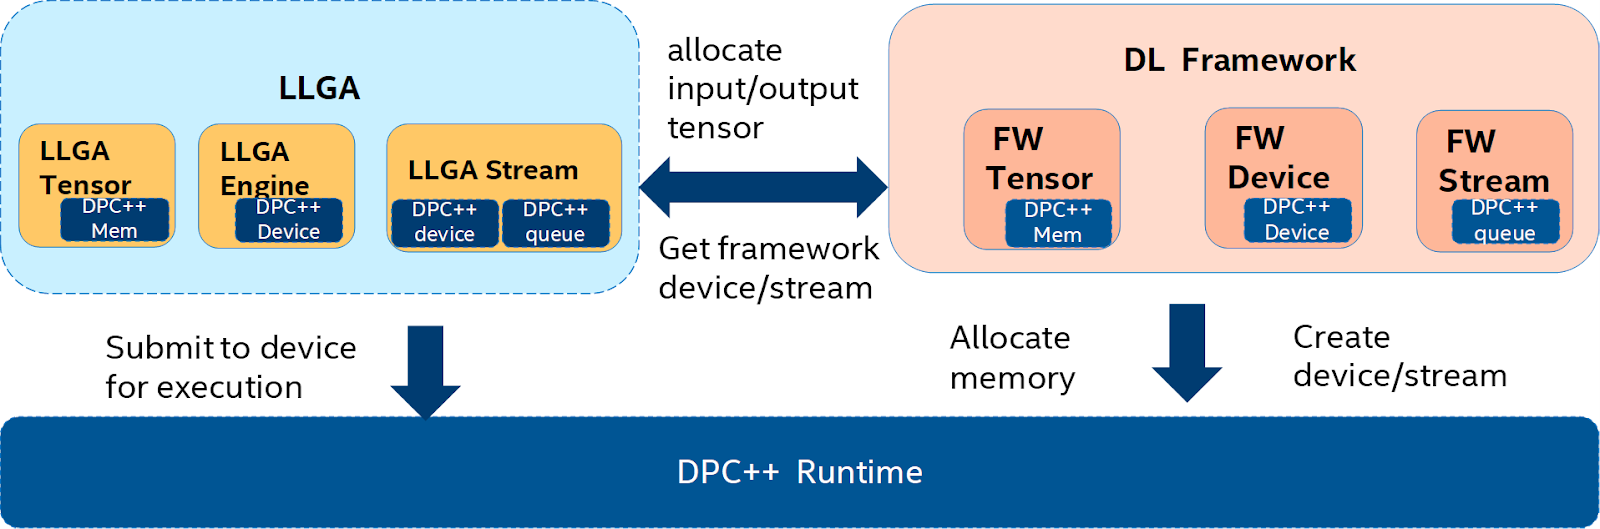 LLGA
LLGA
Tensor
DPC++
Mem
LLGA
Engine
DPC++
Device
LLGA Stream
DPC++
device
DPC++
queue
allocate
input/output
tensor
Get framework
device/stream
DL Framework
FW
Tensor
DPC++
Mem
FW
Device
DPC++
Device
FW
Stream
DPC++
queue
Submit to device
for execution
Allocate
memory
Create
device/stream
DPC++ Runtime